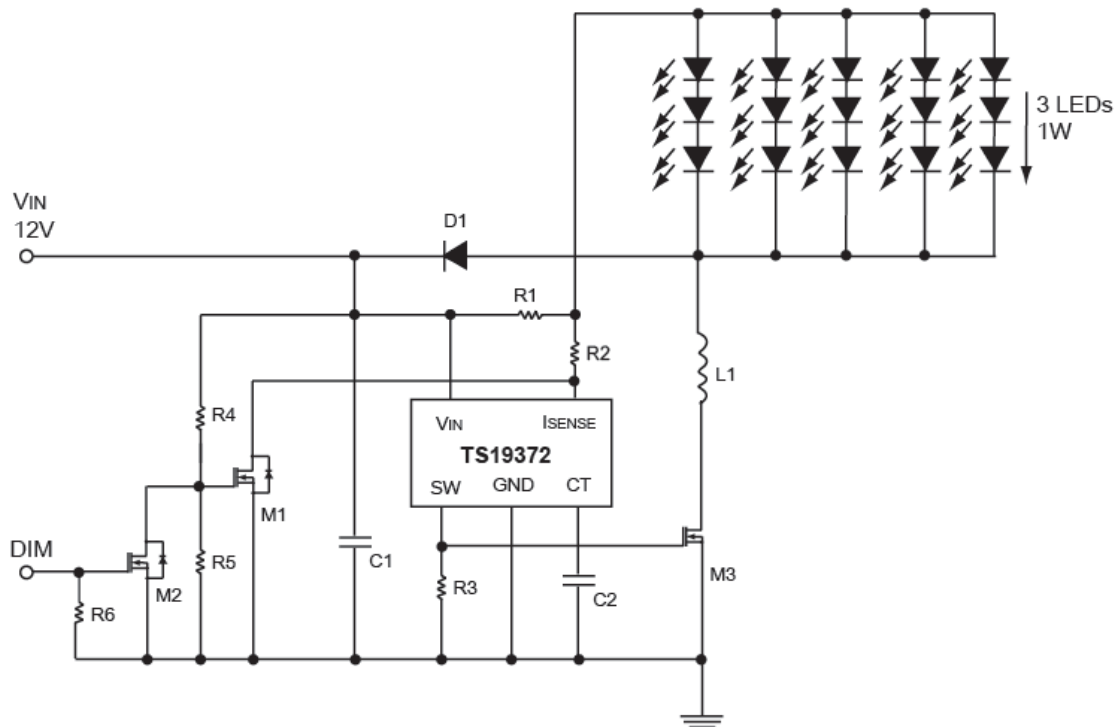 3 LEDs
1W
VIN
12V
D1
R1
R2
L1
R4
VIN
ISENSE
TS19372
SW
GND
CT
M1
DIM
M2
R5
C1
R3
C2
M3
R6